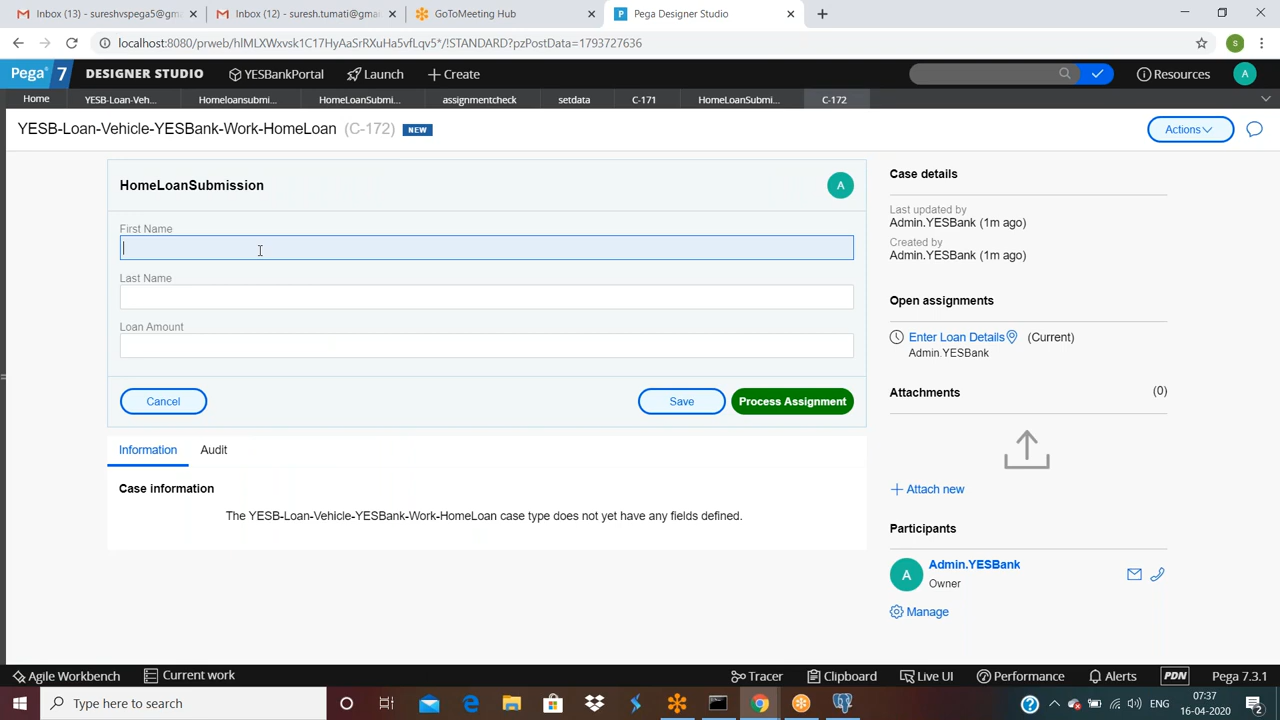 Inbox (13) - sureshvspega5@gm
Inbox (12) - suresh.tumati@gma
GoToMeeting Hub
Pega Designer Studio
localhost:8080/prweb/hlMLXWxvsk1C17HyAaSrRXuHa5vfLqv5*/!STANDARD?pzPostData=1793727636
S
Pega 7 DESIGNER STUDIO YESBankPortal Launch Create Resources A
Home YESB-Loan-Veh... Homeloansubmi... HomeLoanSubmi... assignmentcheck setdata C-171 HomeLoanSubmi... C-172
YESB-Loan-Vehicle-YESBank-Work-HomeLoan (C-172) NEW
Actions
HomeLoanSubmission
A
First Name
Last Name
Loan Amount
Cancel Save Process Assignment
Information Audit
Case information
The YESB-Loan-Vehicle-YESBank-Work-HomeLoan case type does not yet have any fields defined.
Case details
Last updated by
Admin.YESBank (1m ago)
Created by
Admin.YESBank (1m ago)
Open assignments
Enter Loan Details (Current)
Admin.YESBank
Attachments (0)
Attach new
Participants
A
Admin.YESBank
Owner
Manage
Agile Workbench Current work Tracer Clipboard Live UI Performance Alerts PDN Pega 7.3.1
Type here to search
ENG
07:37
16-04-2020
2